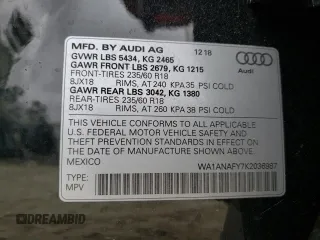 MFD. BY AUDI AG 12 18
GVWR LBS 5434, KG 2465
GAWR FRONT LBS 2679, KG 1215
FRONT-TIRES 235/60 R18
8JX18 RIMS, AT 240 KPA 35 PSI COLD
GAWR REAR LBS 3042, KG 1380
REAR-TIRES 235/60 R18
8JX18 RIMS, AT 260 KPA 38 PSI COLD
Audi
THIS VEHICLE CONFORMS TO ALL APPLICABLE
U.S. FEDERAL MOTOR VEHICLE SAFETY,
BUMPER, AND THEFT PREVENTION
STANDARDS IN EFFECT ON THE DATE OF
MANUFACTURE SHOWN ABOVE.
MEXICO WA1ANAFY7K2036987
TYPE:
MPV
DREAMBID